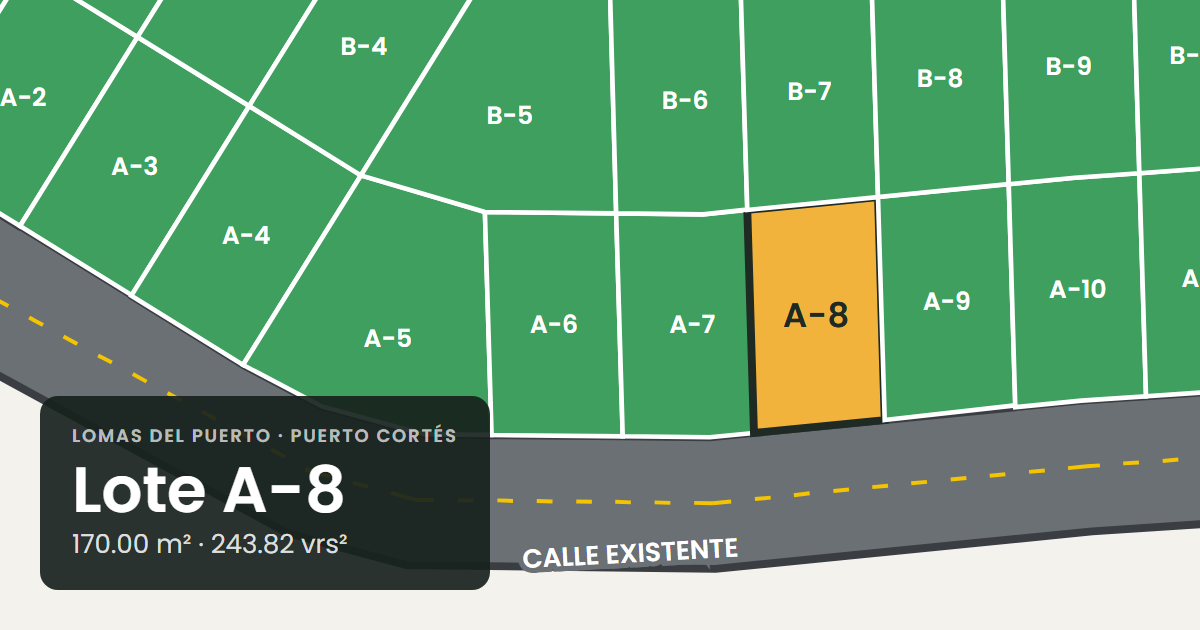 B-4
B-9
B-8
B-7
B-6
B-5
A-2
A-3
A-4
A-5
A-6
A-7
A-8
A-9
A-10
LOMAS DEL PUERTO · PUERTO CORTÉS
Lote A-8
170.00 m² · 243.82 vrs²
CALLE EXISTENTE